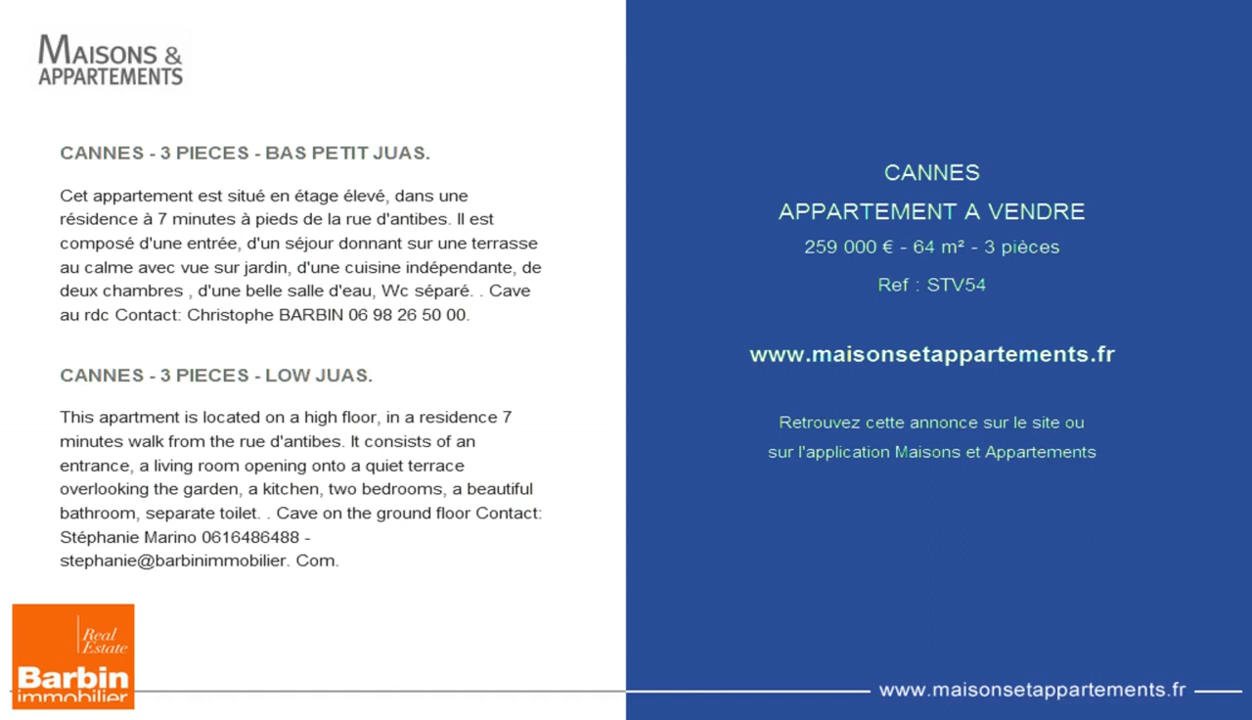 MAISONS &
APPARTEMENTS
CANNES - 3 PIECES - BAS PETIT JUAS.
Cet appartement est situé en étage élevé, dans une
résidence à 7 minutes à pieds de la rue d'antibes. Il est
composé d'une entrée, d'un séjour donnant sur une terrasse
au calme avec vue sur jardin, d'une cuisine indépendante, de
deux chambres , d'une belle salle d'eau, Wc séparé. . Cave
au rdc Contact: Christophe BARBIN 06 98 26 50 00.
CANNES - 3 PIECES - LOW JUAS.
This apartment is located on a high floor, in a residence 7
minutes walk from the rue d'antibes. It consists of an
entrance, a living room opening onto a quiet terrace
overlooking the garden, a kitchen, two bedrooms, a beautiful
bathroom, separate toilet. . Cave on the ground floor Contact:
Stéphanie Marino 0616486488 -
stephanie@barbinimmobilier. Com.
Real
Estate
Barbin
immobilier
CANNES
APPARTEMENT A VENDRE
259 000 € - 64 m² - 3 pièces
Ref : STV54
www.maisonsetappartements.fr
Retrouvez cette annonce sur le site ou
sur l'application Maisons et Appartements
www.maisonsetappartements.fr